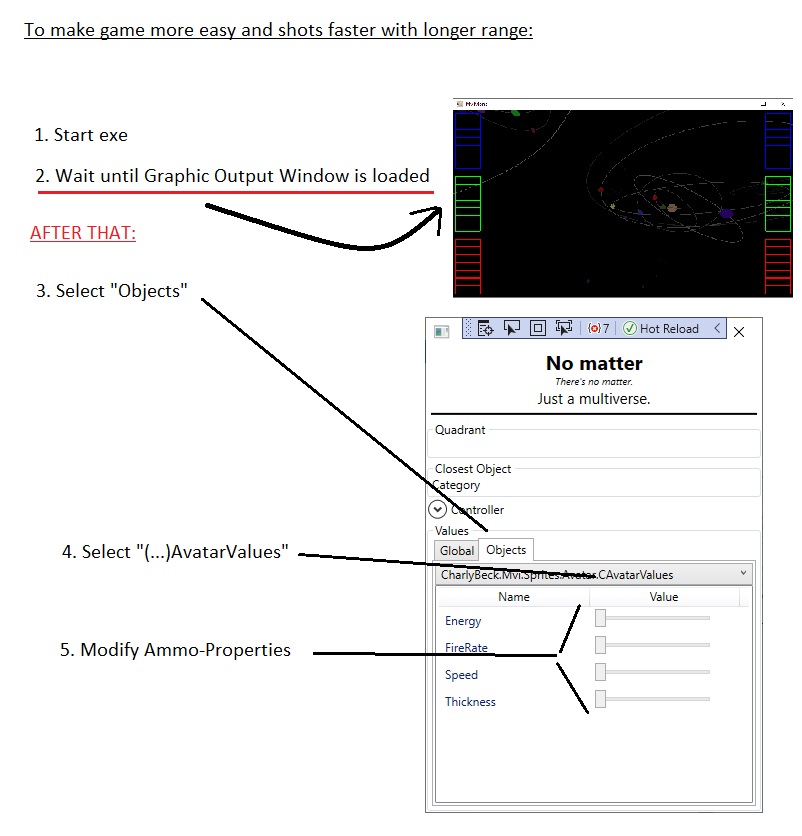 To make game more easy and shots faster with longer range:
1. Start exe
2. Wait until Graphic Output Window is loaded
AFTER THAT:
3. Select "Objects"
7 Hot Reload
No matter
There's no matter.
Just a multiverse.
Quadrant
Closest Object
Category
Controller
Values
Global Objects
4. Select "(...)AvatarValues"
CharlyBeck.Mvi.Sprites.Avatar.CAvatarValues
Name Value
Energy
5. Modify Ammo-Properties
FireRate
Speed
Thickness